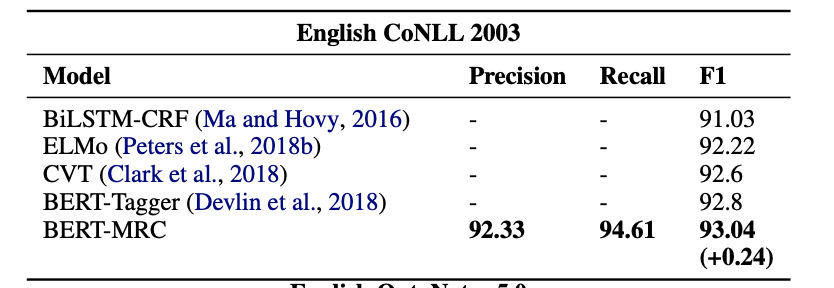 English CoNLL 2003
Model Precision Recall F1
BiLSTM-CRF (Ma and Hovy, 2016) - - 91.03
ELMo (Peters et al., 2018b) - - 92.22
CVT (Clark et al., 2018) - - 92.6
BERT-Tagger (Devlin et al., 2018) - - 92.8
BERT-MRC 92.33 94.61 93.04
(+0.24)